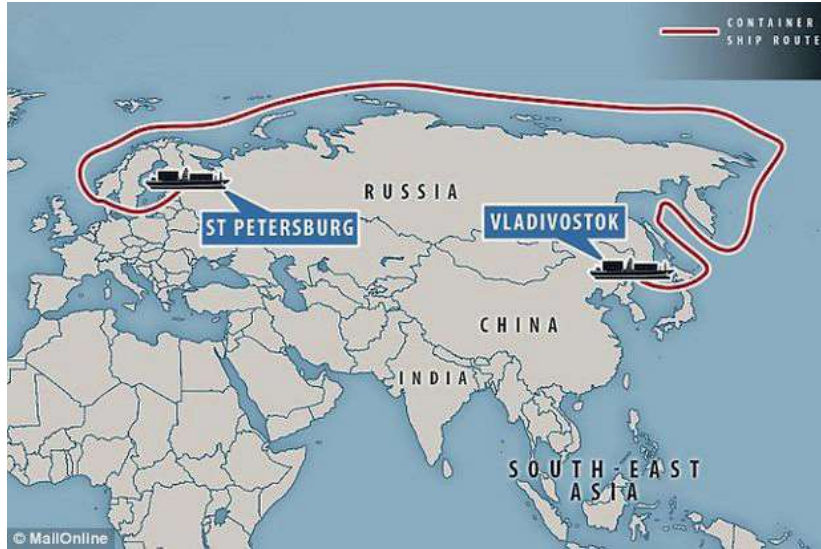 CONTAINER
SHIP ROUTE
RUSSIA
ST PETERSBURG
VLADIVOSTOK
CHINA
INDIA
SOUTH-EAST
ASIA
© MailOnline